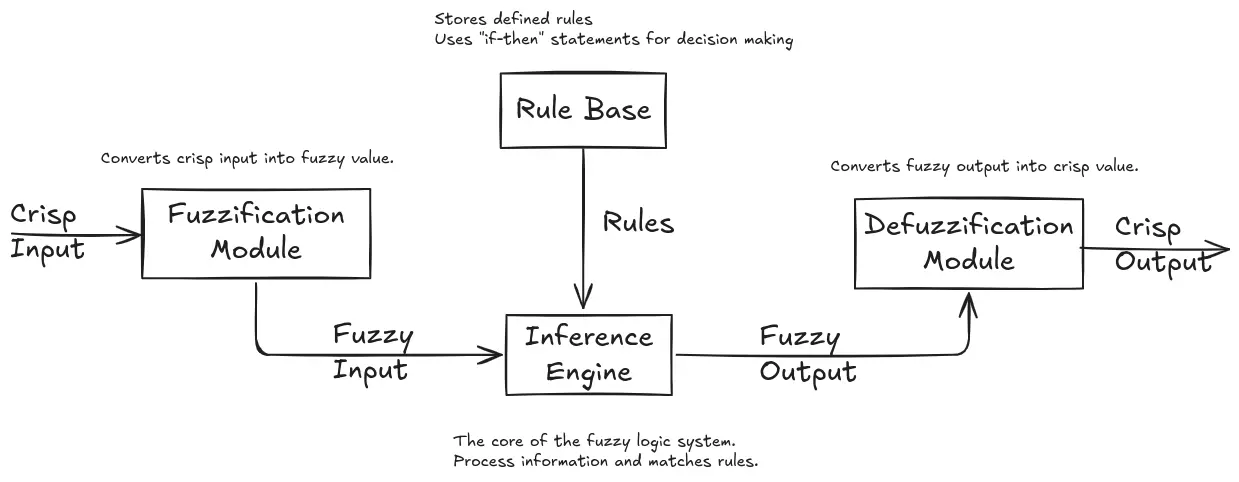 Stores defined rules
Uses "if-then" statements for decision making
Rule Base
Converts crisp input into fuzzy value.
Converts fuzzy output into crisp value.
Crisp
Input
Fuzzification
Module
Rules
Defuzzification
Module
Crisp
Output
Fuzzy
Input
Inference
Engine
Fuzzy
Output
The core of the fuzzy logic system.
Process information and matches rules.